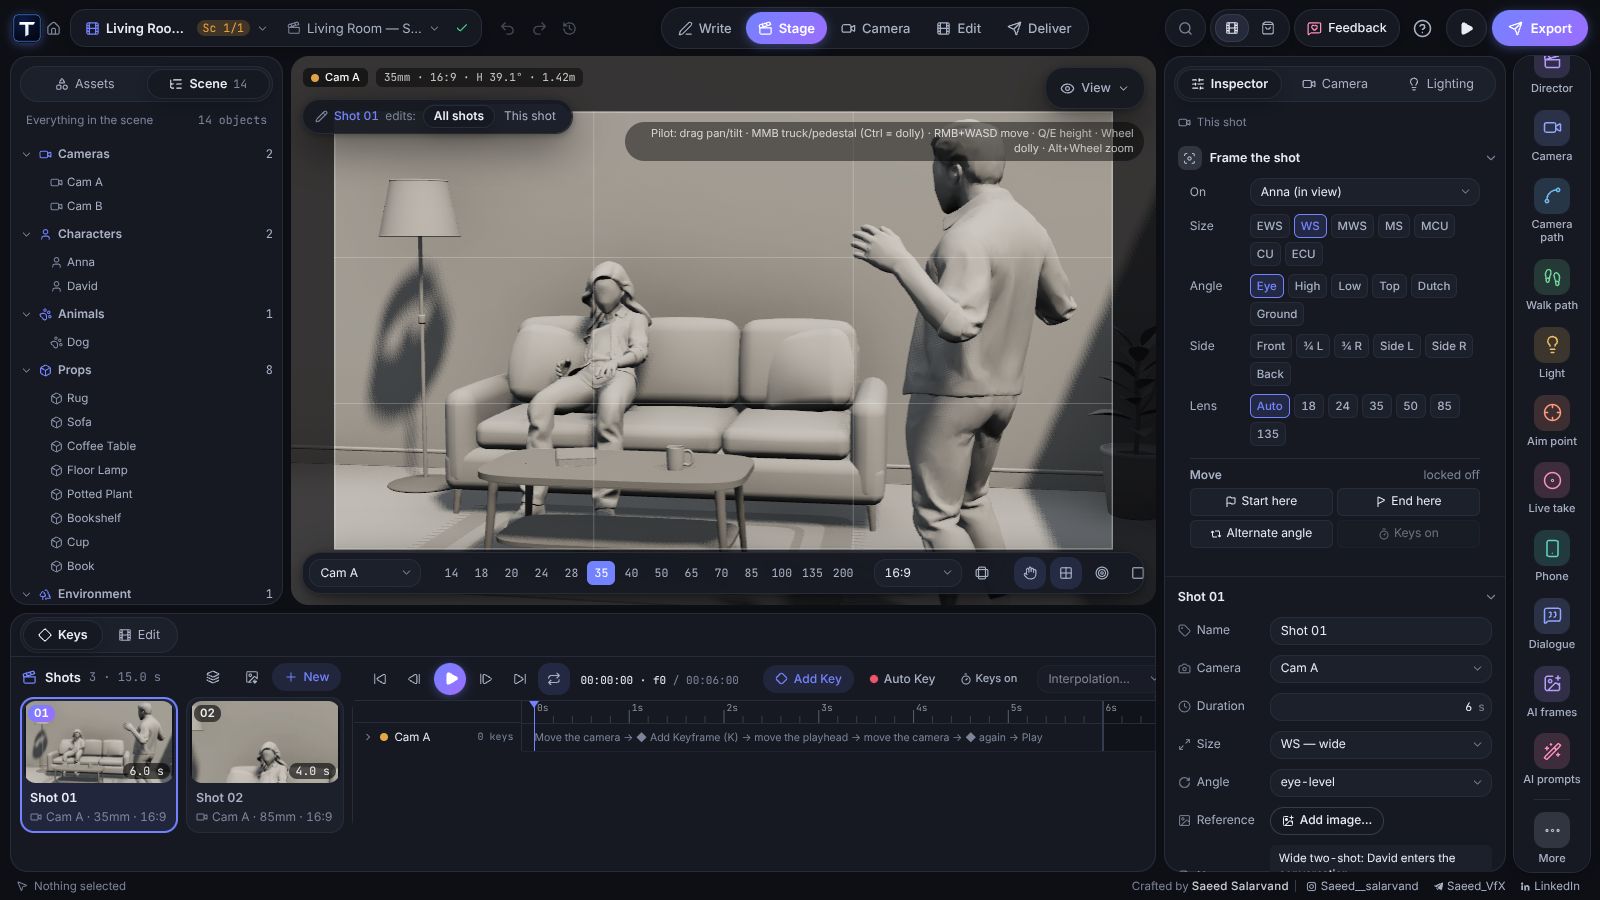 T
Living Roo...
Sc 1/1
Living Room — S...
Write
Stage
Camera
Edit
Deliver
Feedback
Export
Assets
Scene 14
Everything in the scene
14 objects
Cameras 2
Cam A
Cam B
Characters 2
Anna
David
Animals 1
Dog
Props 8
Rug
Sofa
Coffee Table
Floor Lamp
Potted Plant
Bookshelf
Cup
Book
Environment 1
Cam A
35mm · 16:9 · H 39.1° · 1.42m
View
Shot 01 edits: All shots This shot
Pilot: drag pan/tilt · MMB truck/pedestal (Ctrl = dolly) · RMB+WASD move · Q/E height · Wheel
dolly · Alt+Wheel zoom
Cam A
14 18 20 24 28 35 40 50 65 70 85 100 135 200
16:9
Keys
Edit
Shots 3 · 15.0 s
+ New
00:00:00 · f0 / 00:06:00
Add Key
Auto Key
Keys on
Interpolation...
01
6.0 s
Shot 01
Cam A · 35mm · 16:9
02
4.0 s
Shot 02
Cam A · 85mm · 16:9
0s 1s 2s 3s 4s 5s 6s
Cam A 0 keys
Move the camera → ◆ Add Keyframe (K) → move the playhead → move the camera → ◆ again → Play
Inspector
Camera
Lighting
This shot
Frame the shot
On Anna (in view)
Size EWS WS MWS MS MCU
CU ECU
Angle Eye High Low Top Dutch
Ground
Side Front ¾ L ¾ R Side L Side R
Back
Lens Auto 18 24 35 50 85
135
Move locked off
Start here
End here
Alternate angle
Keys on
Shot 01
Name Shot 01
Camera Cam A
Duration 6 s
Size WS — wide
Angle eye-level
Reference Add image...
Wide two-shot: David enters the
Director
Camera
Camera
path
Walk path
Light
Aim point
Live take
Phone
Dialogue
AI frames
AI prompts
More
Nothing selected
Crafted by Saeed Salarvand
Saeed__salarvand
Saeed_VfX
LinkedIn